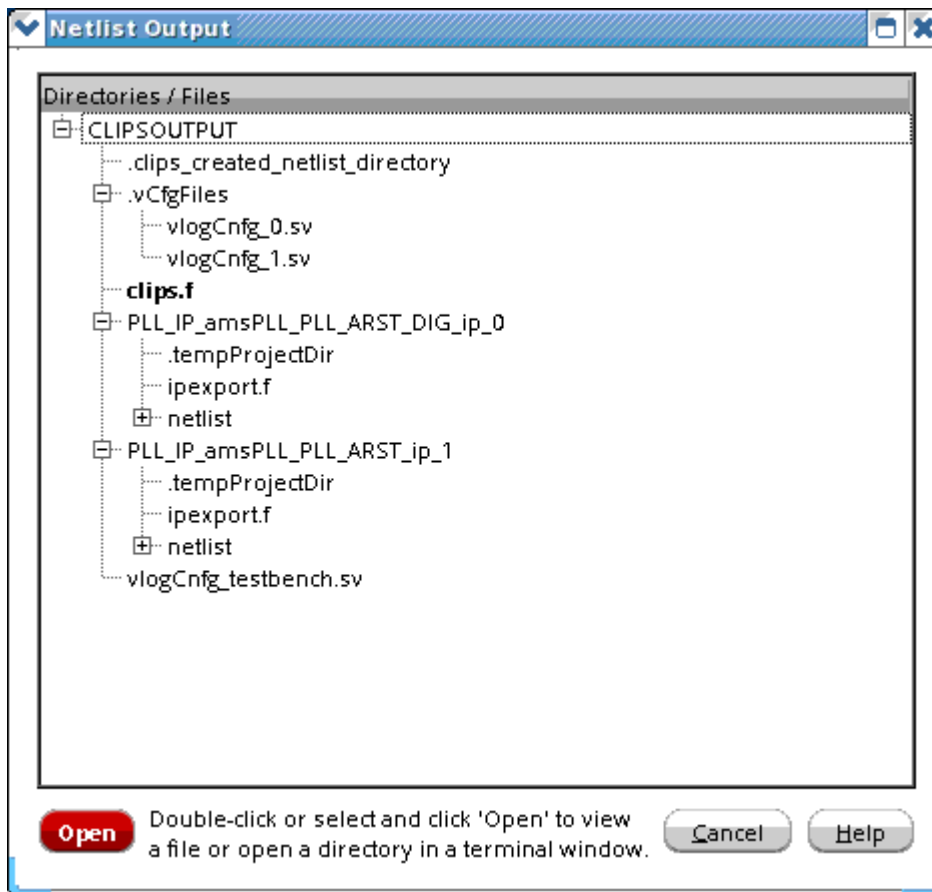 Netlist Output
Directories / Files
CLIPSOUTPUT
.clips_created_netlist_directory
.vCfgFiles
vlogCnfg_0.sv
vlogCnfg_1.sv
clips.f
PLL_IP_amsPLL_PLL_ARST_DIG_ip_0
.tempProjectDir
ipexport.f
netlist
PLL_IP_amsPLL_PLL_ARST_ip_1
.tempProjectDir
ipexport.f
netlist
vlogCnfg_testbench.sv
Open
Double-click or select and click 'Open' to view
a file or open a directory in a terminal window.
Cancel
Help